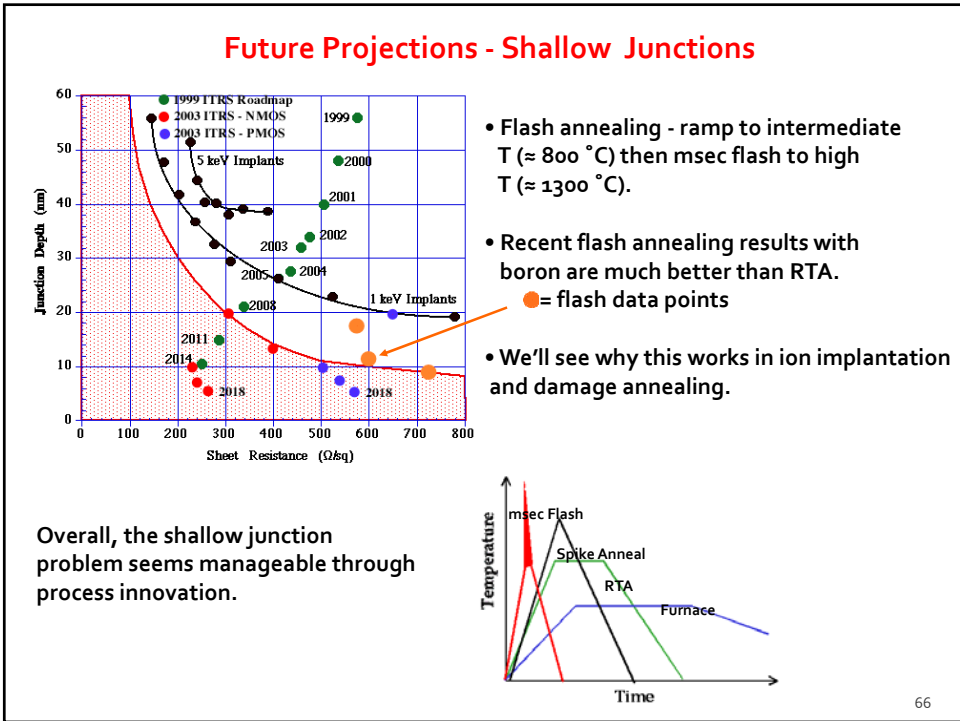 Future Projections - Shallow Junctions
60
50
40
30
20
10
0
Junction Depth (nm)
1999 ITRS Roadmap
2003 ITRS - NMOS
2003 ITRS - PMOS
5 keV Implants
1999
2000
2001
2002
2003
2004
2005
1 keV Implants
2008
2011
2014
2018
2018
0 100 200 300 400 500 600 700 800
Sheet Resistance (Ω/sq)
• Flash annealing - ramp to intermediate
T (≈ 800 ˚C) then msec flash to high
T (≈ 1300 ˚C).
• Recent flash annealing results with
boron are much better than RTA.
= flash data points
• We'll see why this works in ion implantation
and damage annealing.
Overall, the shallow junction
problem seems manageable through
process innovation.
Temperature
msec Flash
Spike Anneal
RTA
Furnace
Time
66